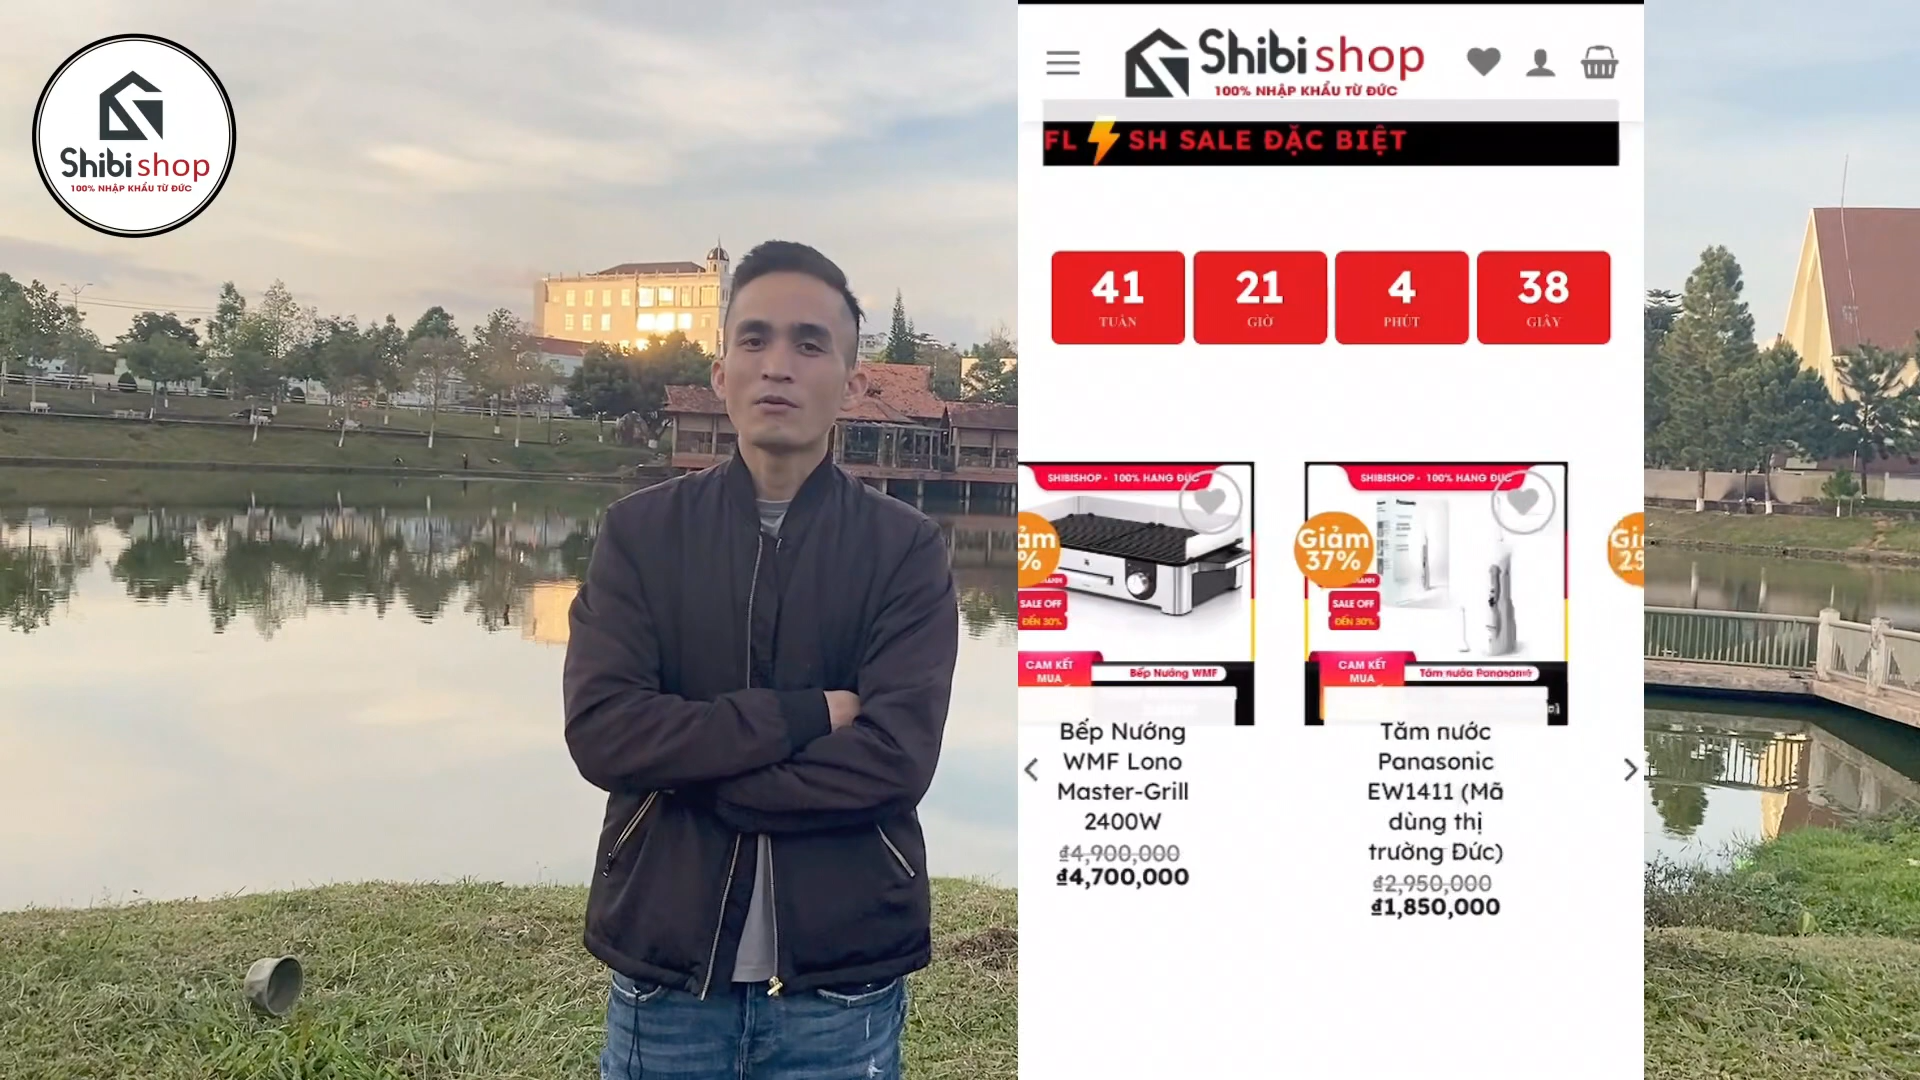 Shibi shop
100% NHẬP KHẨU TỪ ĐỨC
Shibi shop
100% NHẬP KHẨU TỪ ĐỨC
FL⚡SH SALE ĐẶC BIỆT
41 21 4 38
TUẦN GIỜ PHÚT GIÂY
SHIBISHOP - 100% HANG ĐỨC
SALE OFF
ĐẾN 30%
CAM KẾT
MUA
Bếp Nướng WMF
Bếp Nướng
WMF Lono
Master-Grill
2400W
₫4,900,000
₫4,700,000
SHIBISHOP - 100% HANG ĐỨC
Giảm
37%
SALE OFF
ĐẾN 30%
CAM KẾT
MUA
Tăm nước Panasonic
Tăm nước
Panasonic
EW1411 (Mã
dùng thị
trường Đức)
₫2,950,000
₫1,850,000